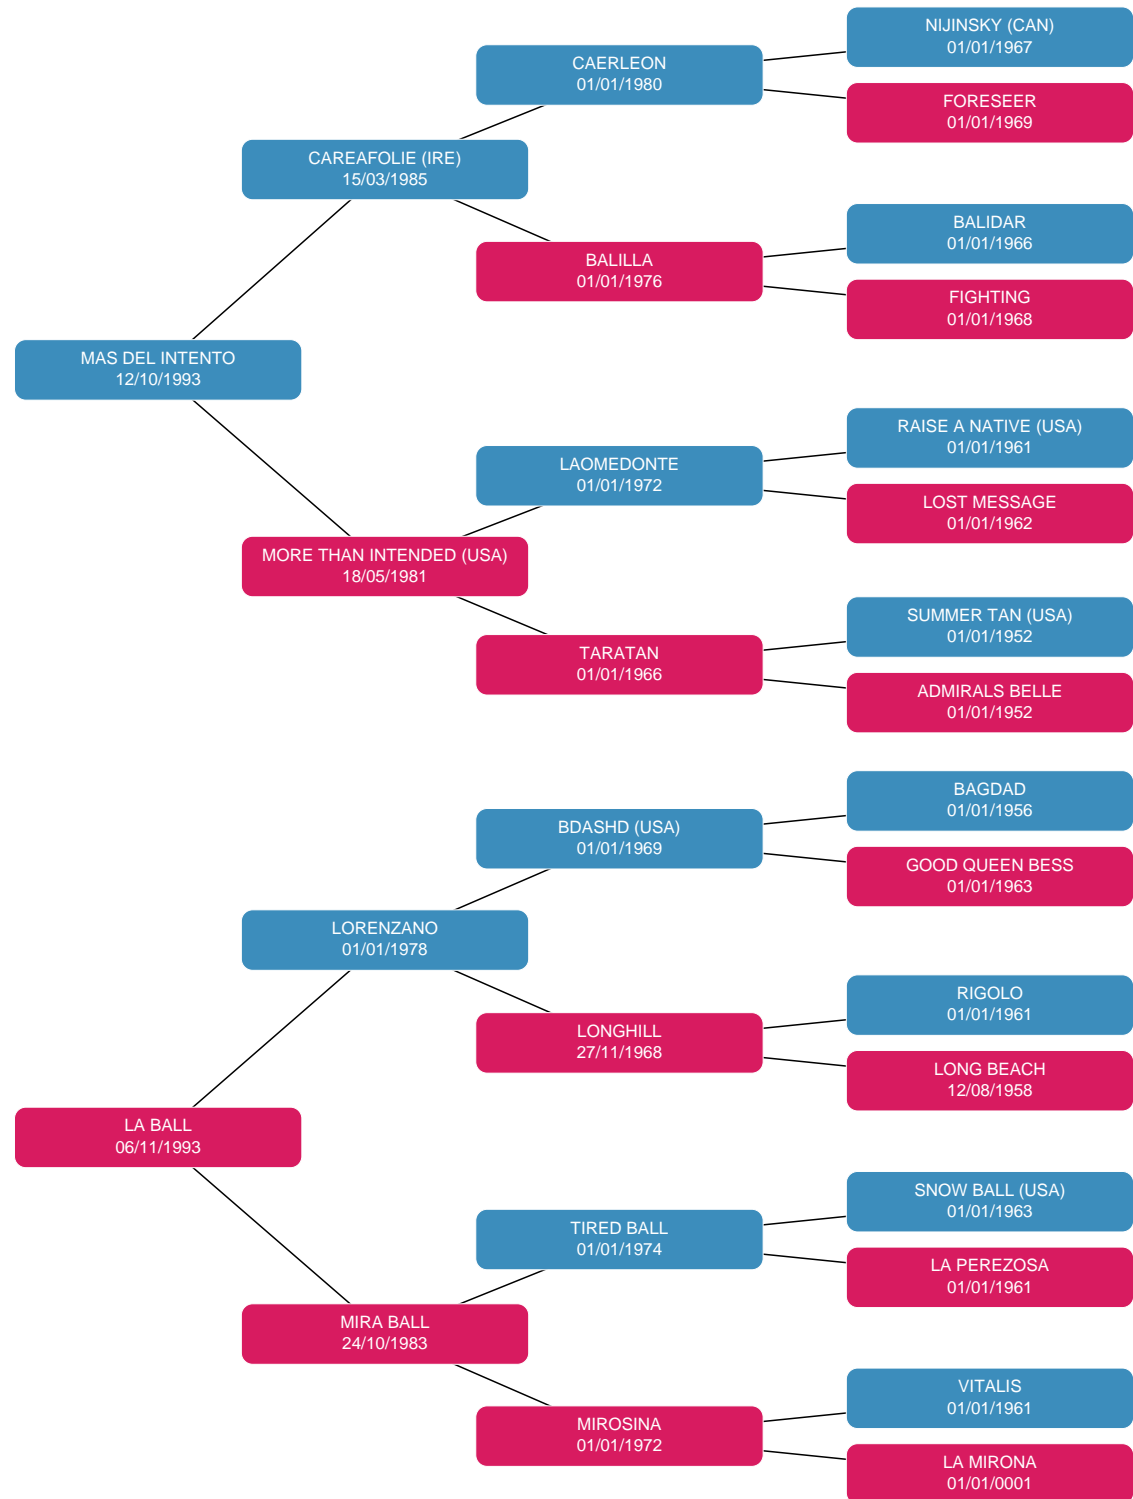 NIJINSKY (CAN)
01/01/1967
CAERLEON
01/01/1980
FORESEER
01/01/1969
CAREAFOLIE (IRE)
15/03/1985
BALIDAR
01/01/1966
BALILLA
01/01/1976
FIGHTING
01/01/1968
MAS DEL INTENTO
12/10/1993
RAISE A NATIVE (USA)
01/01/1961
LAOMEDONTE
01/01/1972
LOST MESSAGE
01/01/1962
MORE THAN INTENDED (USA)
18/05/1981
SUMMER TAN (USA)
01/01/1952
TARATAN
01/01/1966
ADMIRALS BELLE
01/01/1952
BAGDAD
01/01/1956
BDASHD (USA)
01/01/1969
GOOD QUEEN BESS
01/01/1963
LORENZANO
01/01/1978
RIGOLO
01/01/1961
LONGHILL
27/11/1968
LONG BEACH
12/08/1958
LA BALL
06/11/1993
SNOW BALL (USA)
01/01/1963
TIRED BALL
01/01/1974
LA PEREZOSA
01/01/1961
MIRA BALL
24/10/1983
VITALIS
01/01/1961
MIROSINA
01/01/1972
LA MIRONA
01/01/0001